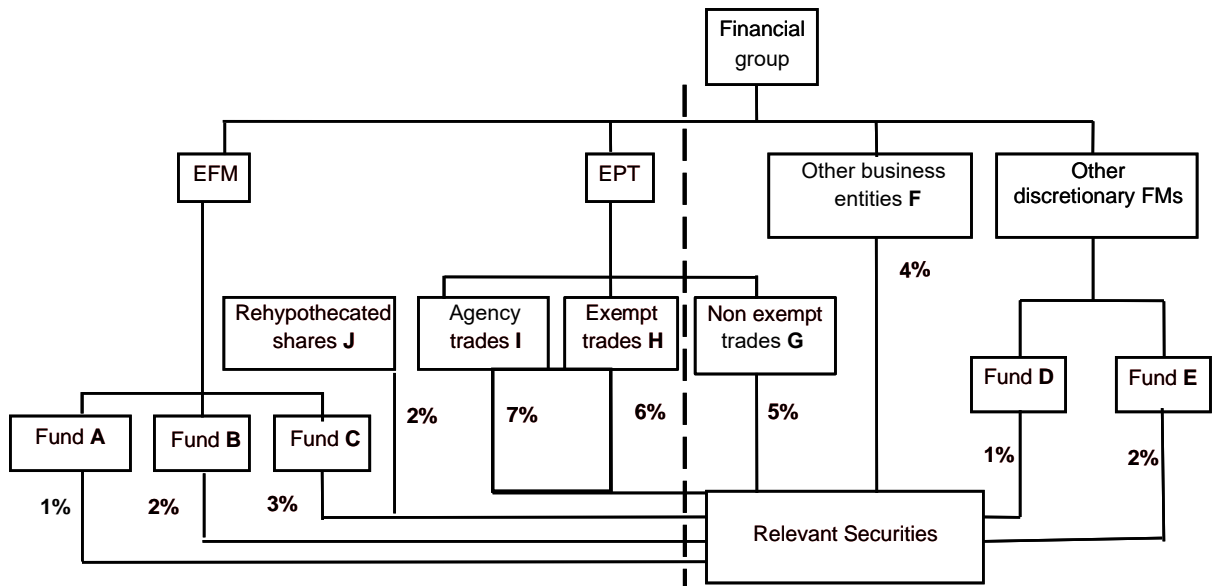 Financial
group
EFM
EPT
Other business
entities F
Other
discretionary FMs
4%
Rehypothecated
shares J
Agency
trades I
Exempt
trades H
Non exempt
trades G
Fund D
Fund E
2%
7%
6%
5%
Fund A
Fund B
Fund C
1%
2%
1%
2%
3%
Relevant Securities